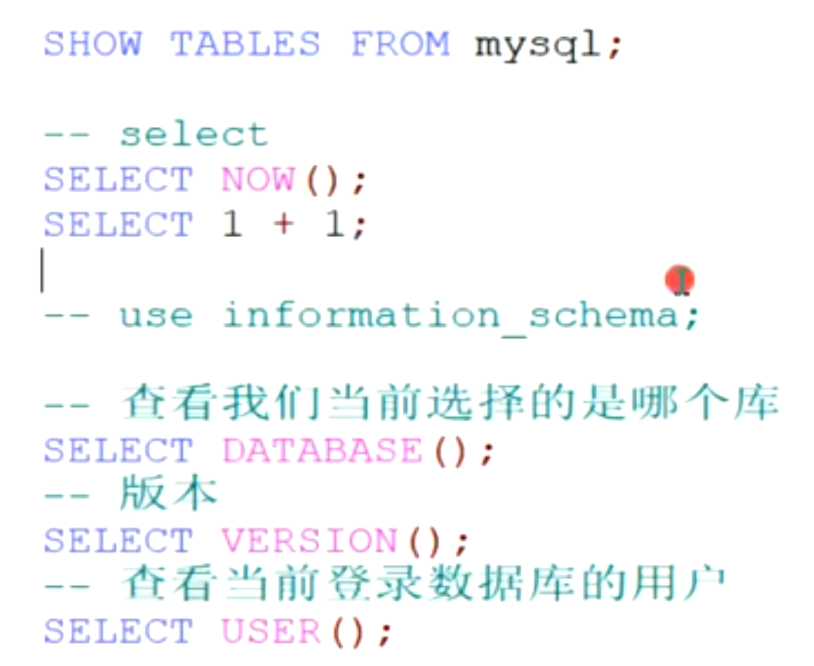 SHOW TABLES FROM mysql;
-- select
SELECT NOW();
SELECT 1 + 1;
-- use information_schema;
-- 查看我们当前选择的是哪个库
SELECT DATABASE();
-- 版本
SELECT VERSION();
-- 查看当前登录数据库的用户
SELECT USER();